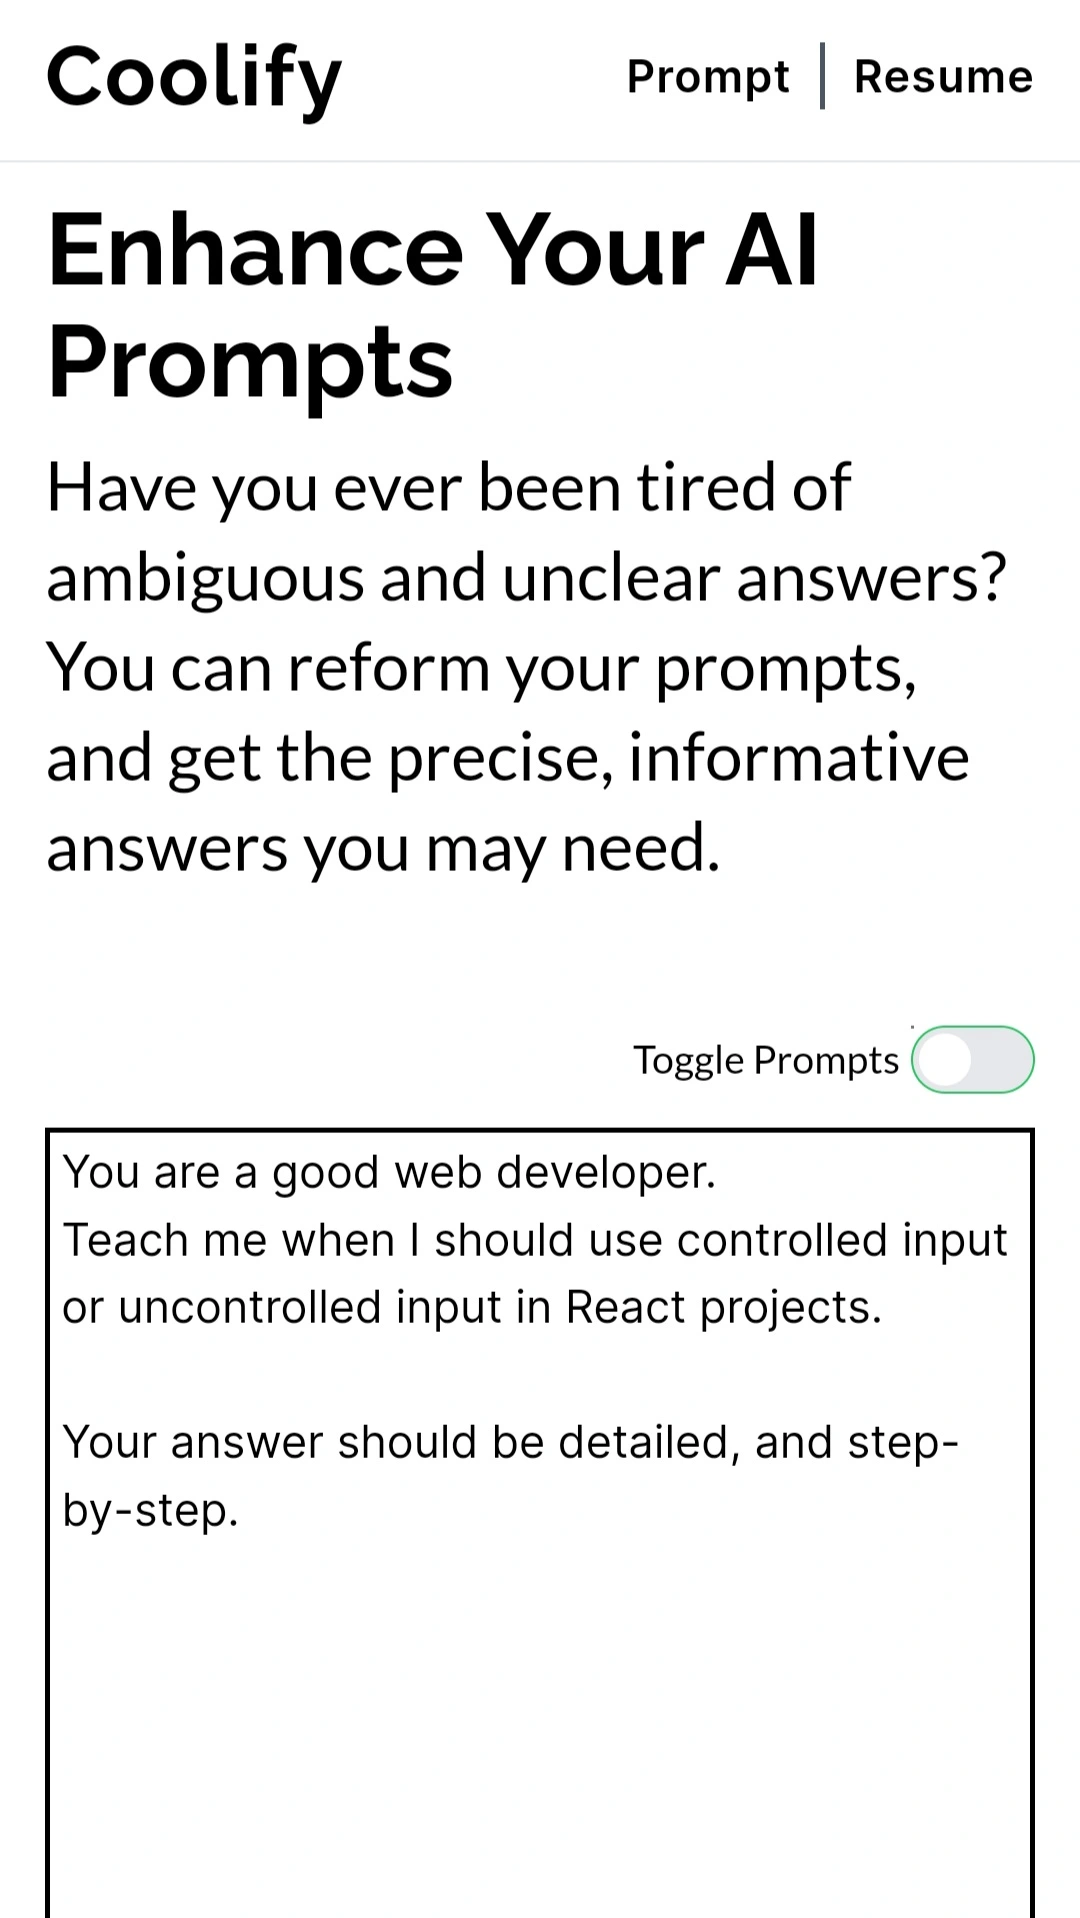 Coolify
Prompt | Resume
Enhance Your AI
Prompts
Have you ever been tired of
ambiguous and unclear answers?
You can reform your prompts,
and get the precise, informative
answers you may need.
Toggle Prompts
You are a good web developer.
Teach me when I should use controlled input
or uncontrolled input in React projects.
Your answer should be detailed, and step-
by-step.